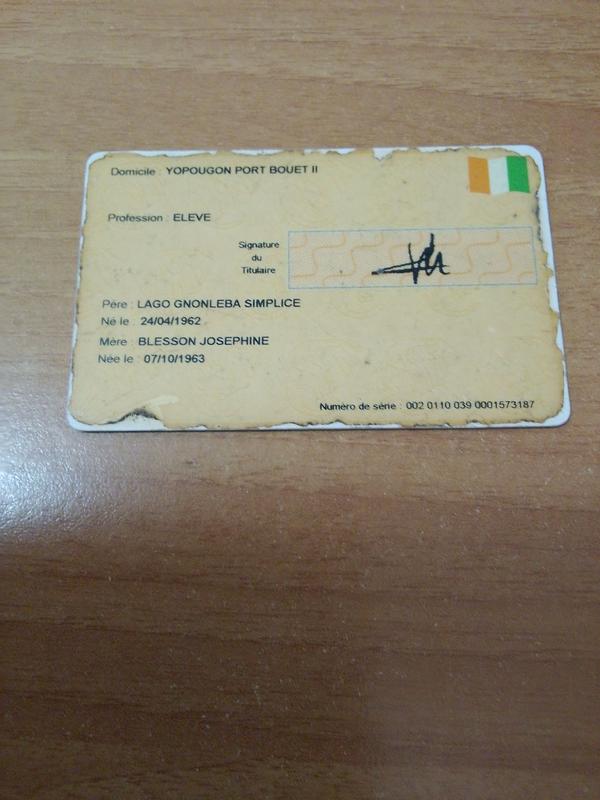 Domicile : YOPOUGON PORT BOUET II
Profession : ELEVE
Signature
du
Titulaire
Père : LAGO GNONLEBA SIMPLICE
Né le : 24/04/1962
Mère : BLESSON JOSEPHINE
Née le : 07/10/1963
Numéro de série : 002 0110 039 0001573187